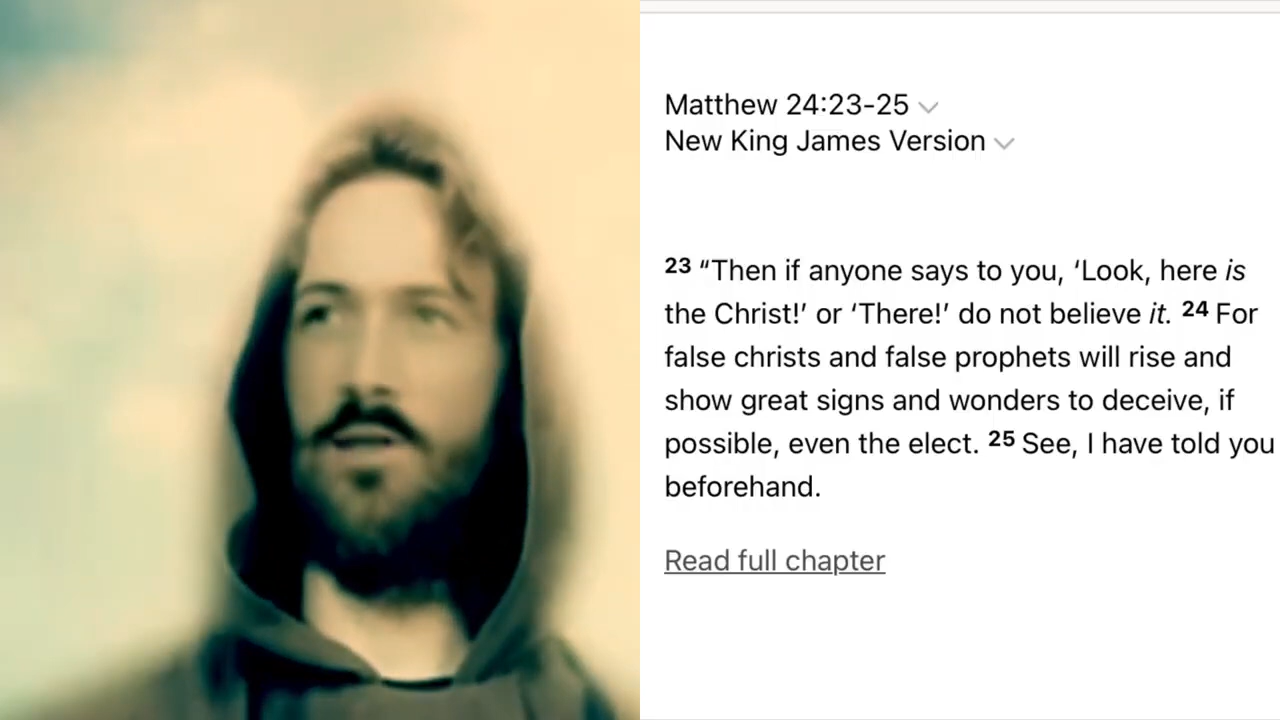 Matthew 24:23-25
New King James Version
23 “Then if anyone says to you, ‘Look, here is
the Christ!’ or ‘There!’ do not believe it. 24 For
false christs and false prophets will rise and
show great signs and wonders to deceive, if
possible, even the elect. 25 See, I have told you
beforehand.
Read full chapter